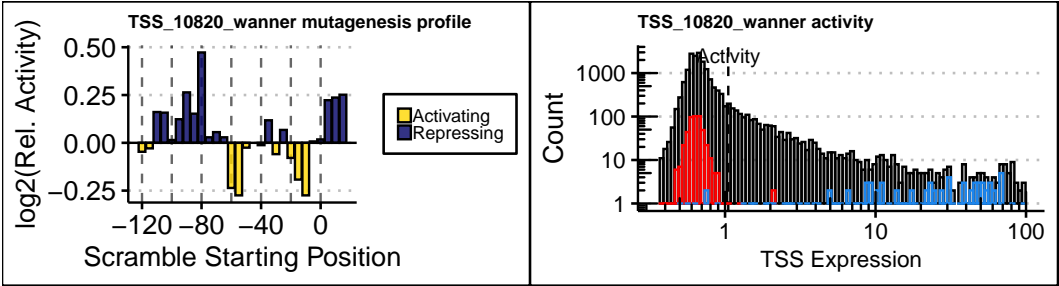 TSS_10820_wanner mutagenesis profile
log2(Rel. Activity)
0.50
0.25
0.00
−0.25
−120
−80
−40
0
Scramble Starting Position
Activating
Repressing
TSS_10820_wanner activity
Activity
Count
1000
100
10
1
1
10
100
TSS Expression